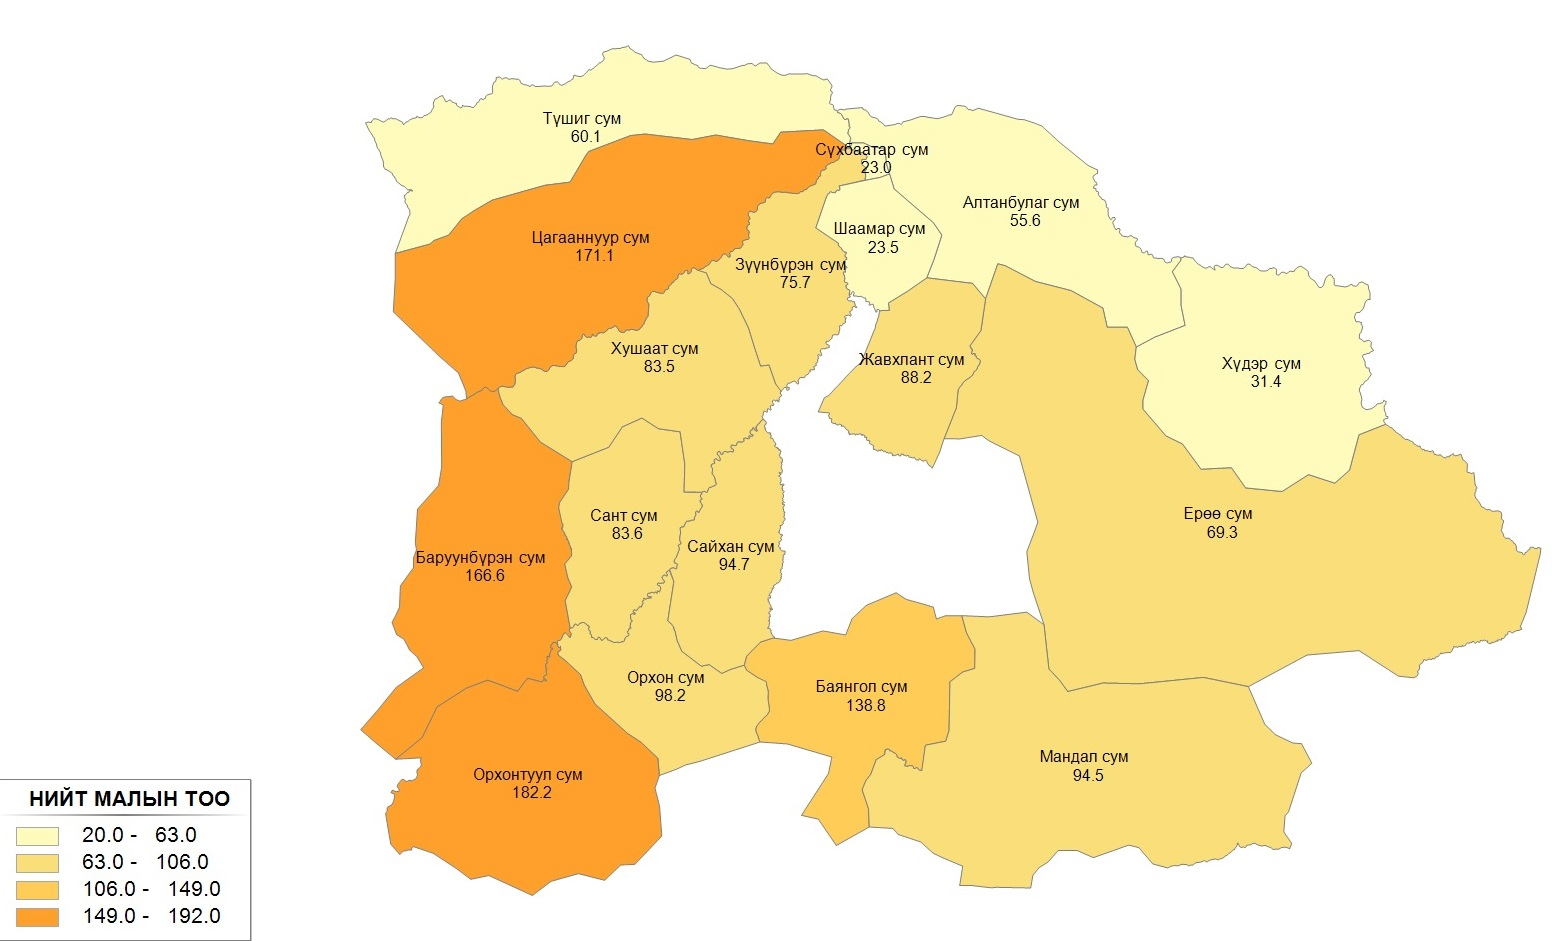 Түшиг сум
60.1
Сүхбаатар сум
23.0
Алтанбулаг сум
55.6
Шаамар сум
23.5
Цагааннуур сум
171.1
Зүүнбүрэн сум
75.7
Хушаат сум
83.5
Жавхлант сум
88.2
Хүдэр сум
31.4
Ерөө сум
69.3
Сант сум
83.6
Сайхан сум
94.7
Баруунбүрэн сум
166.6
Орхон сум
98.2
Баянгол сум
138.8
Мандал сум
94.5
Орхонтуул сум
182.2
НИЙТ МАЛЫН ТОО
20.0 - 63.0
63.0 - 106.0
106.0 - 149.0
149.0 - 192.0